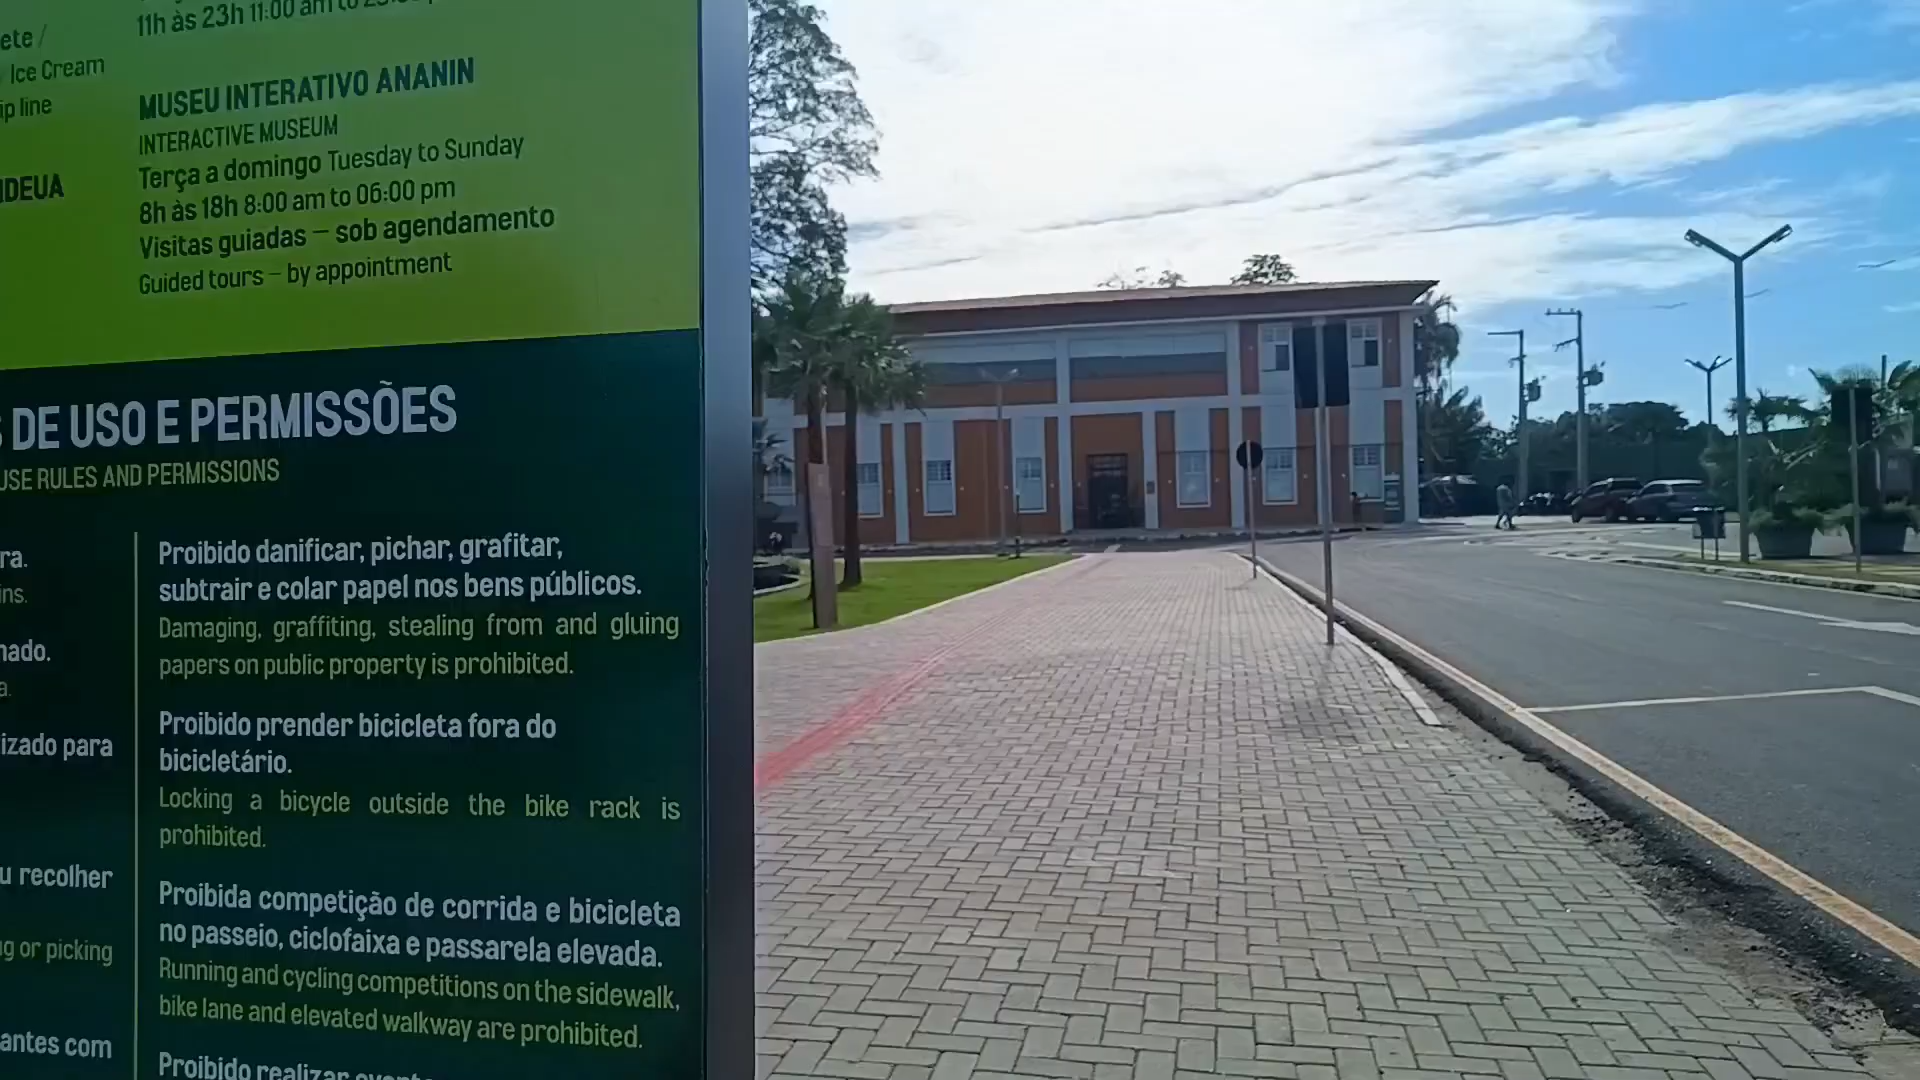 11h às 23h 11:00 am to
ete /
Ice Cream
ip line
MUSEU INTERATIVO ANANIN
INTERACTIVE MUSEUM
Terça a domingo Tuesday to Sunday
8h às 18h 8:00 am to 06:00 pm
Visitas guiadas – sob agendamento
Guided tours – by appointment
IDEUA
S DE USO E PERMISSÕES
USE RULES AND PERMISSIONS
ra.
ins.
nado.
a.
izado para
u recolher
g or picking
antes com
Proibido danificar, pichar, grafitar,
subtrair e colar papel nos bens públicos.
Damaging, graffiting, stealing from and gluing
papers on public property is prohibited.
Proibido prender bicicleta fora do
bicicletário.
Locking a bicycle outside the bike rack is
prohibited.
Proibida competição de corrida e bicicleta
no passeio, ciclofaixa e passarela elevada.
Running and cycling competitions on the sidewalk,
bike lane and elevated walkway are prohibited.
Proibido realizar